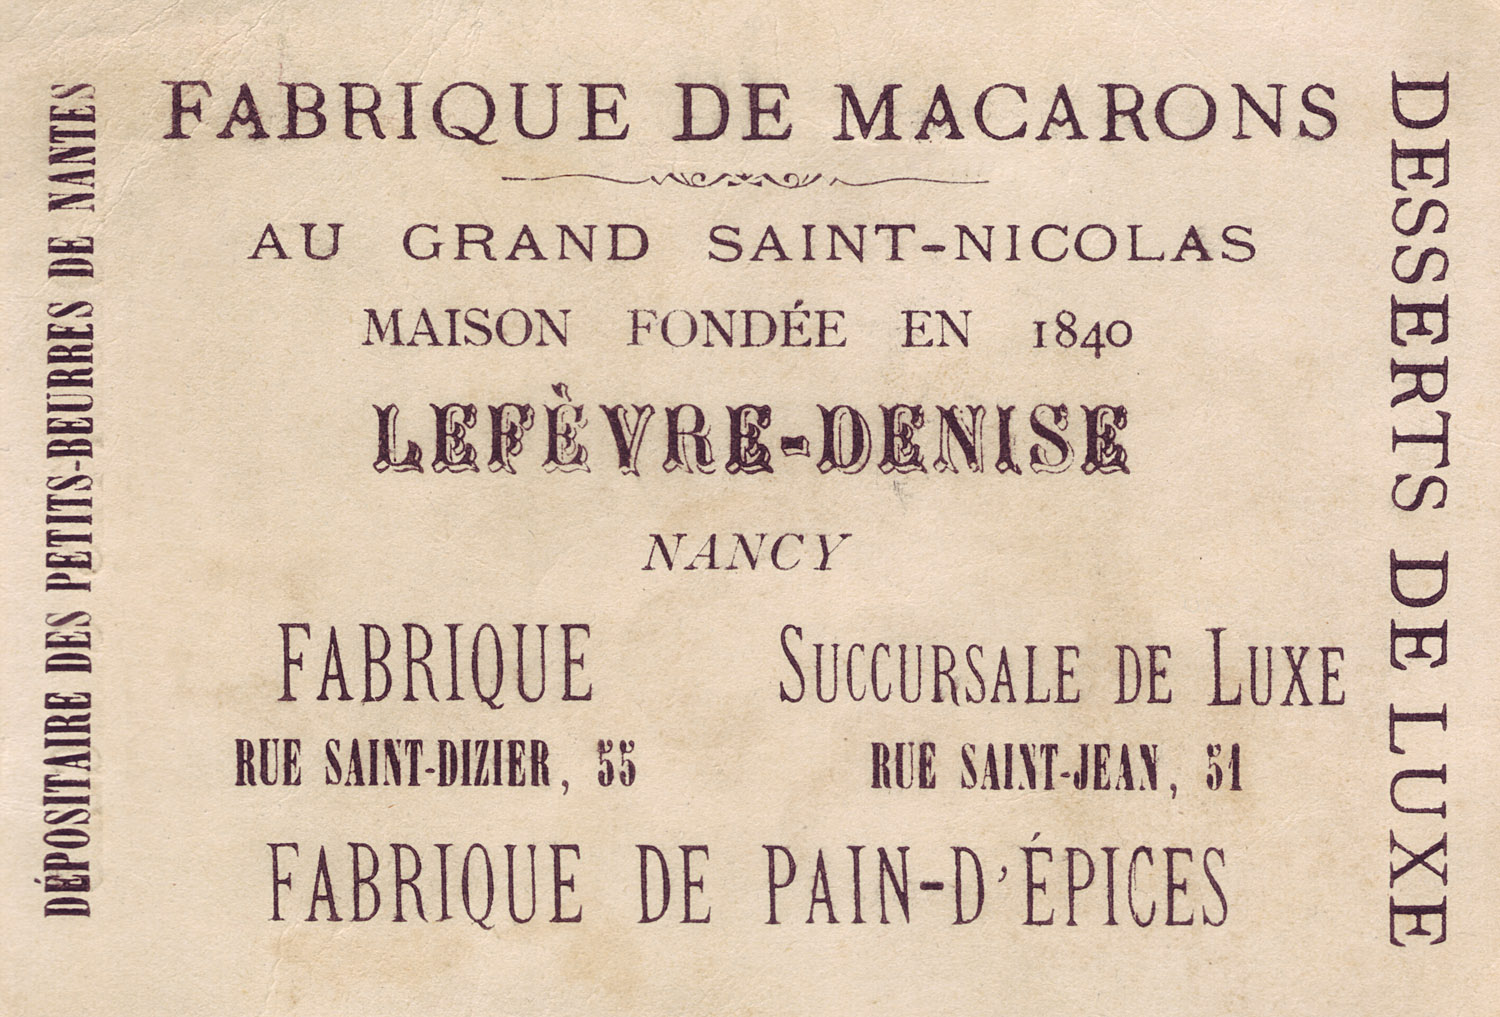 FABRIQUE DE MACARONS
AU GRAND SAINT-NICOLAS
MAISON FONDÉE EN 1840
LEFÈVRE-DENISE
NANCY
FABRIQUE
RUE SAINT-DIZIER, 55
SUCCURSALE DE LUXE
RUE SAINT-JEAN, 51
FABRIQUE DE PAIN-D'ÉPICES
DÉPOSITAIRE DES PETITS-BEURRES DE NANTES
DESSERTS DE LUXE